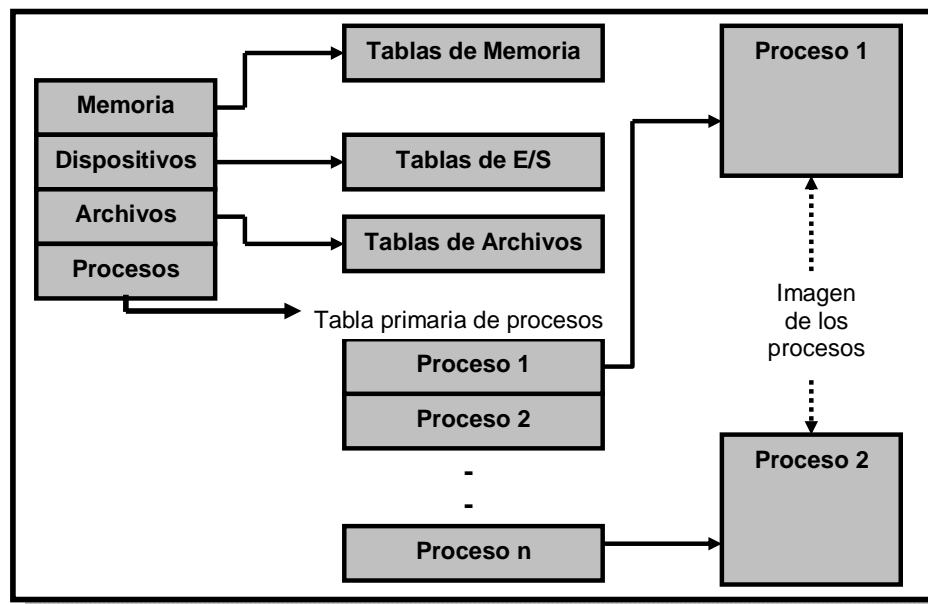 Memoria
Dispositivos
Archivos
Procesos
Tablas de Memoria
Tablas de E/S
Tablas de Archivos
Tabla primaria de procesos
Proceso 1
Proceso 2
-
-
Proceso n
Proceso 1
Imagen
de los
procesos
Proceso 2